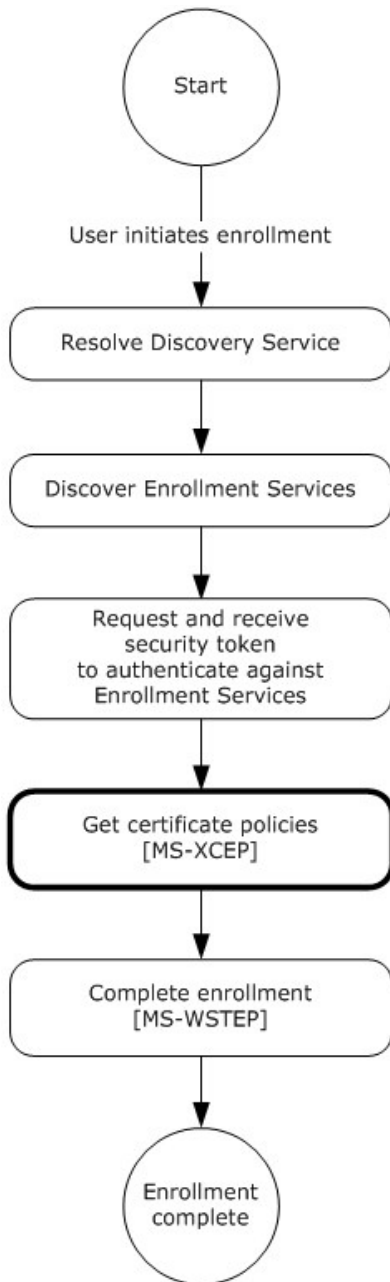 Start
User initiates enrollment
Resolve Discovery Service
Discover Enrollment Services
Request and receive
security token
to authenticate against
Enrollment Services
Get certificate policies
[MS-XCEP]
Complete enrollment
[MS-WSTEP]
Enrollment
complete